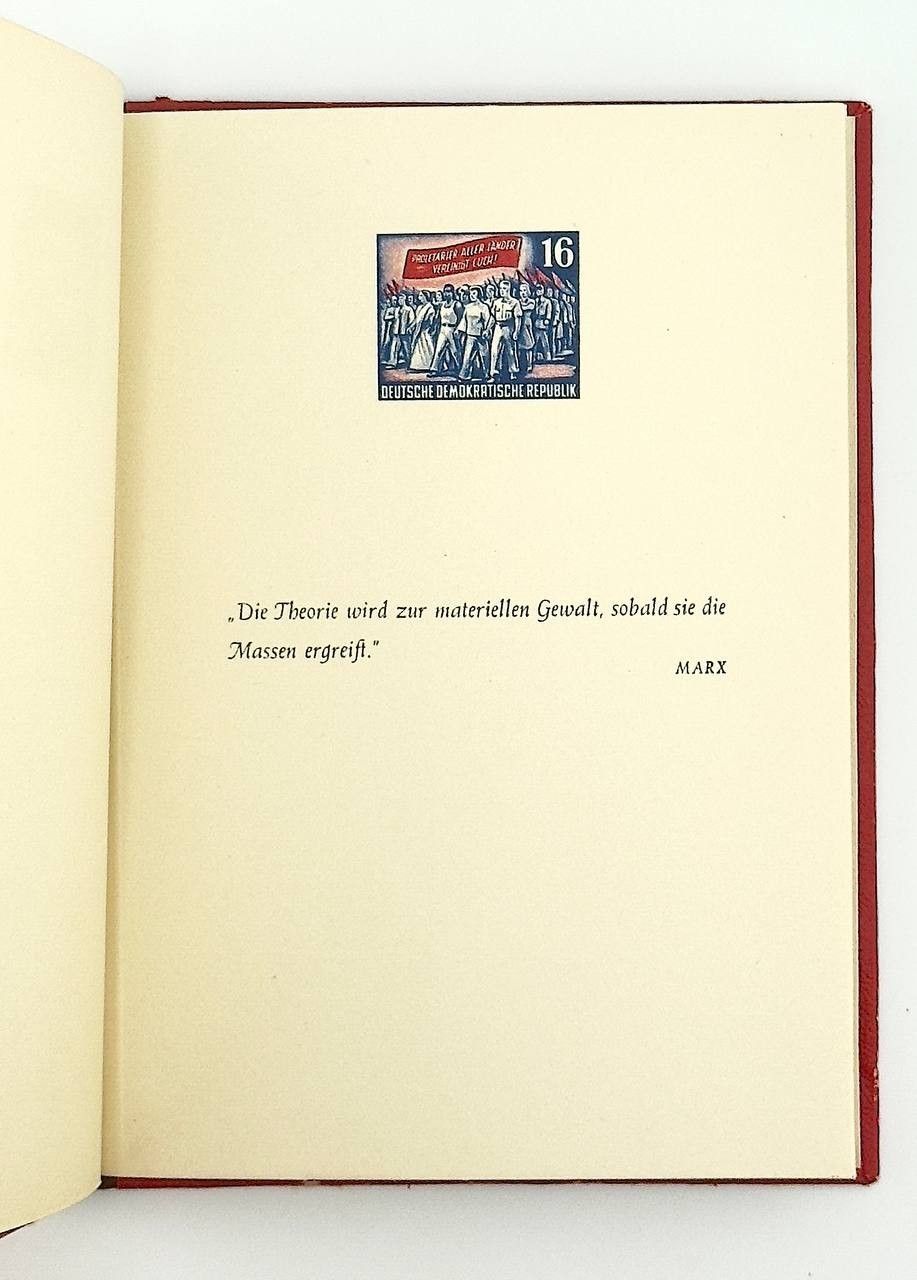 PROLETARIER ALLER LÄNDER
VEREINIGT EUCH!
16
DEUTSCHE DEMOKRATISCHE REPUBLIK
„Die Theorie wird zur materiellen Gewalt, sobald sie die
Massen ergreift.”
MARX